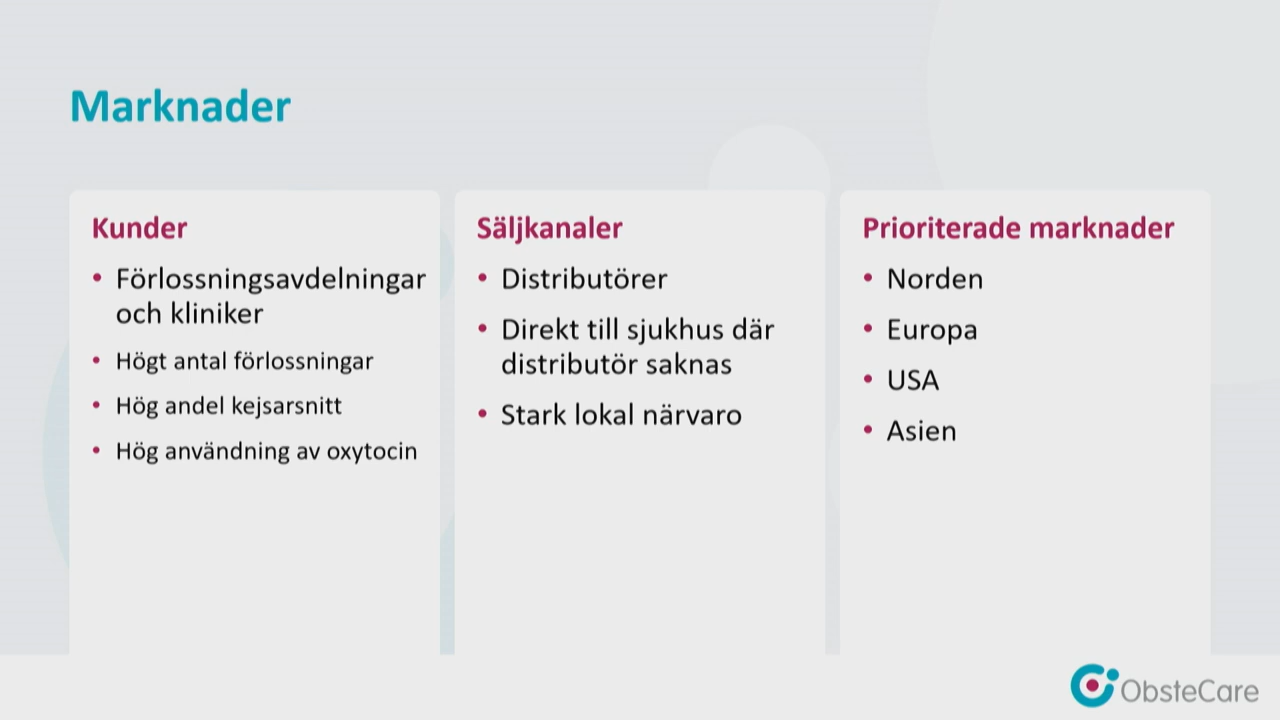 Marknader
Kunder
• Förlossningsavdelningar
och kliniker
• Högt antal förlossningar
• Hög andel kejsarsnitt
• Hög användning av oxytocin
Säljkanaler
• Distributörer
• Direkt till sjukhus där
distributör saknas
• Stark lokal närvaro
Prioriterade marknader
• Norden
• Europa
• USA
• Asien
ObsteCare